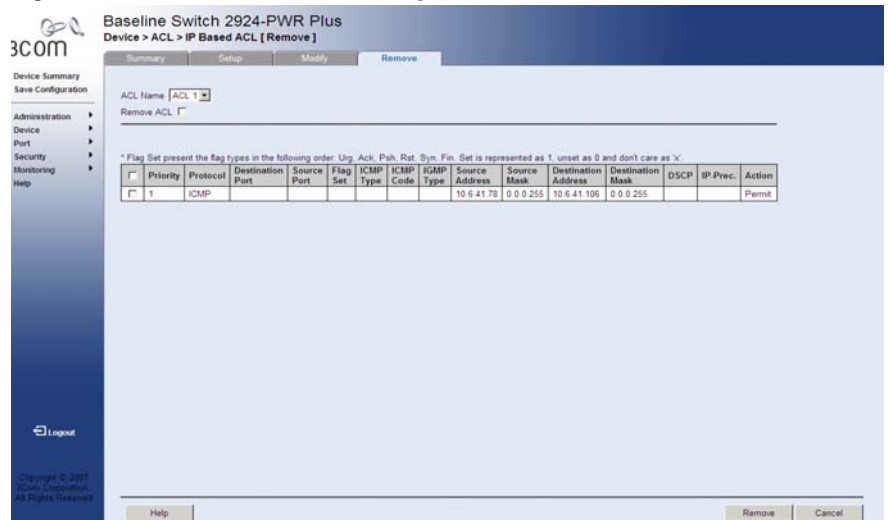 3COM
Baseline Switch 2924-PWR Plus
Device > ACL > IP Based ACL [ Remove ]
Summary Setup Modify Remove
Device Summary
Save Configuration
Administration
Device
Port
Security
Monitoring
Help
ACL Name ACL 1
Remove ACL
* Flag Set present the flag types in the following order: Urg, Ack, Psh, Rst, Syn, Fin. Set is represented as 1, unset as 0 and don't care as 'x'.
Priority Protocol Destination Port Source Port Flag Set ICMP Type ICMP Code IGMP Type Source Address Source Mask Destination Address Destination Mask DSCP IP-Prec. Action
1 ICMP 10.6.41.78 0.0.0.255 10.6.41.106 0.0.0.255 Permit
Logout
Copyright © 2007
3Com Corporation
All Rights Reserved
Help Remove Cancel